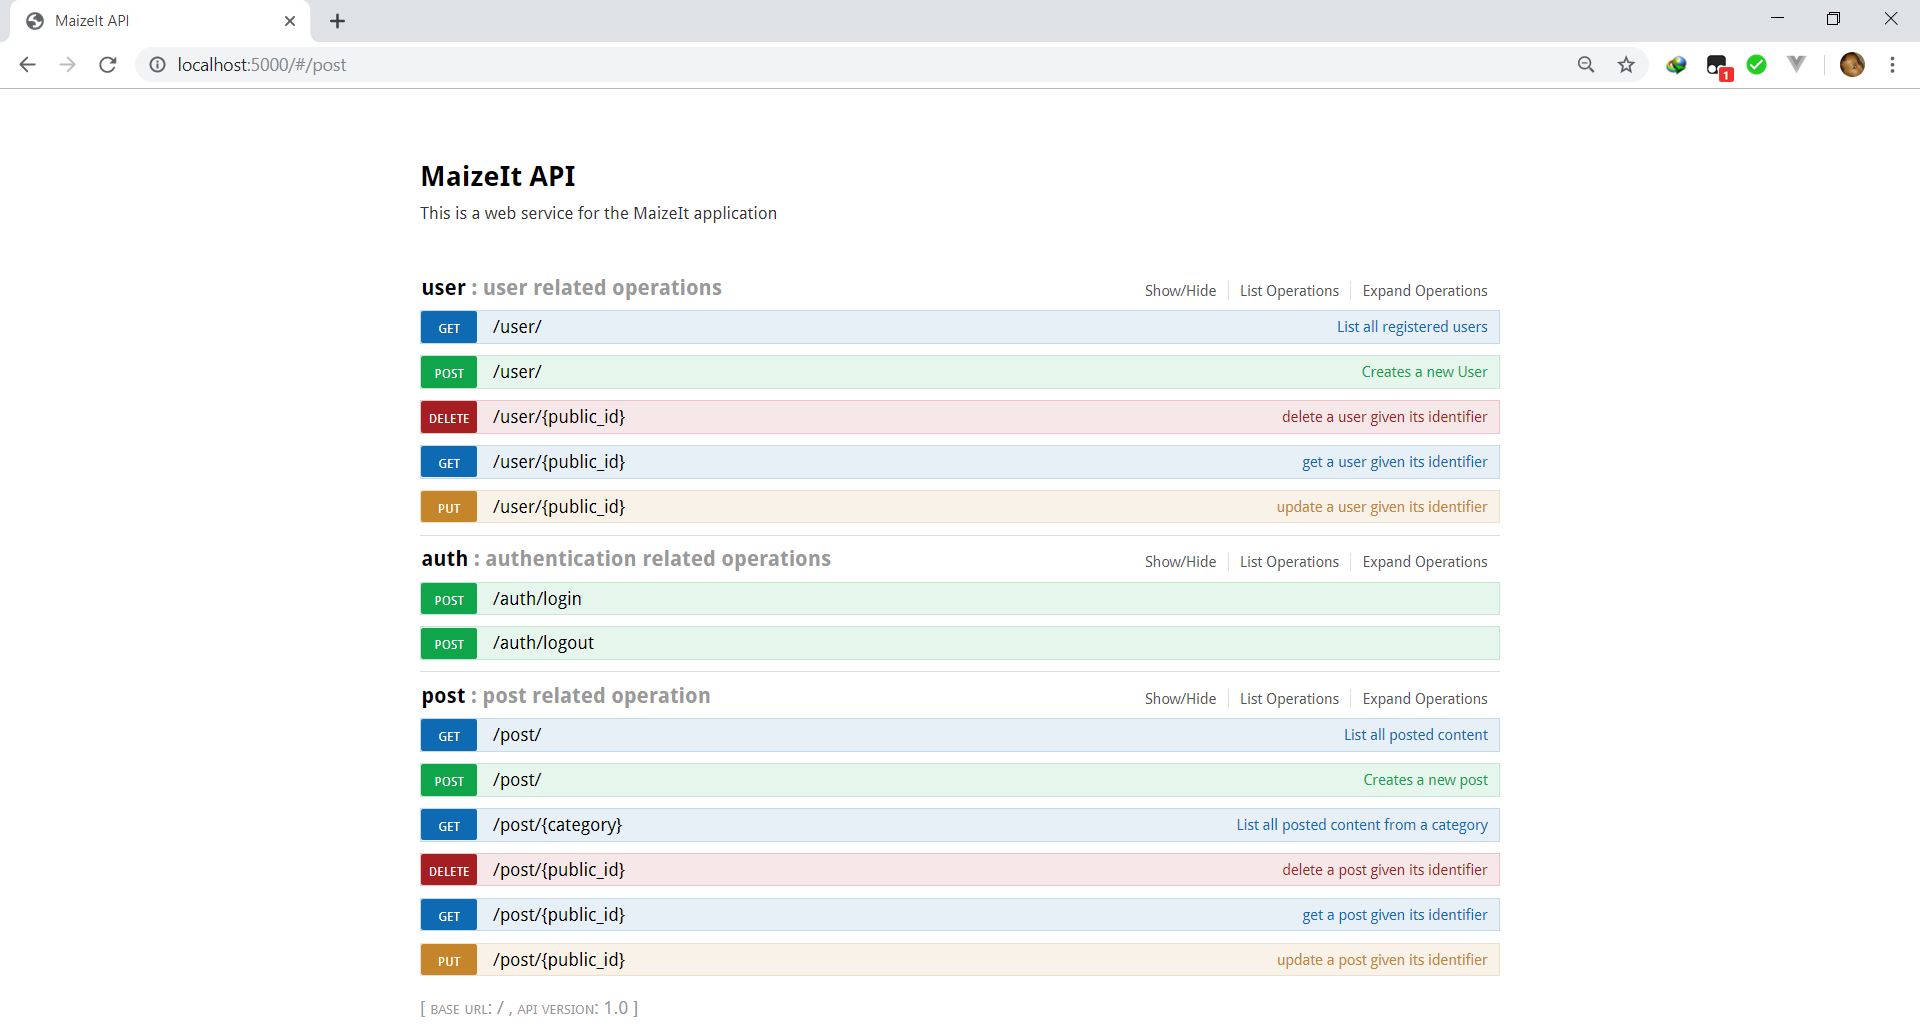 MaizeIt API
localhost:5000/#/post
1
MaizeIt API
This is a web service for the MaizeIt application
user : user related operations Show/Hide List Operations Expand Operations
GET /user/ List all registered users
POST /user/ Creates a new User
DELETE /user/{public_id} delete a user given its identifier
GET /user/{public_id} get a user given its identifier
PUT /user/{public_id} update a user given its identifier
auth : authentication related operations Show/Hide List Operations Expand Operations
POST /auth/login
POST /auth/logout
post : post related operation Show/Hide List Operations Expand Operations
GET /post/ List all posted content
POST /post/ Creates a new post
GET /post/{category} List all posted content from a category
DELETE /post/{public_id} delete a post given its identifier
GET /post/{public_id} get a post given its identifier
PUT /post/{public_id} update a post given its identifier
[ BASE URL: / , API VERSION: 1.0 ]